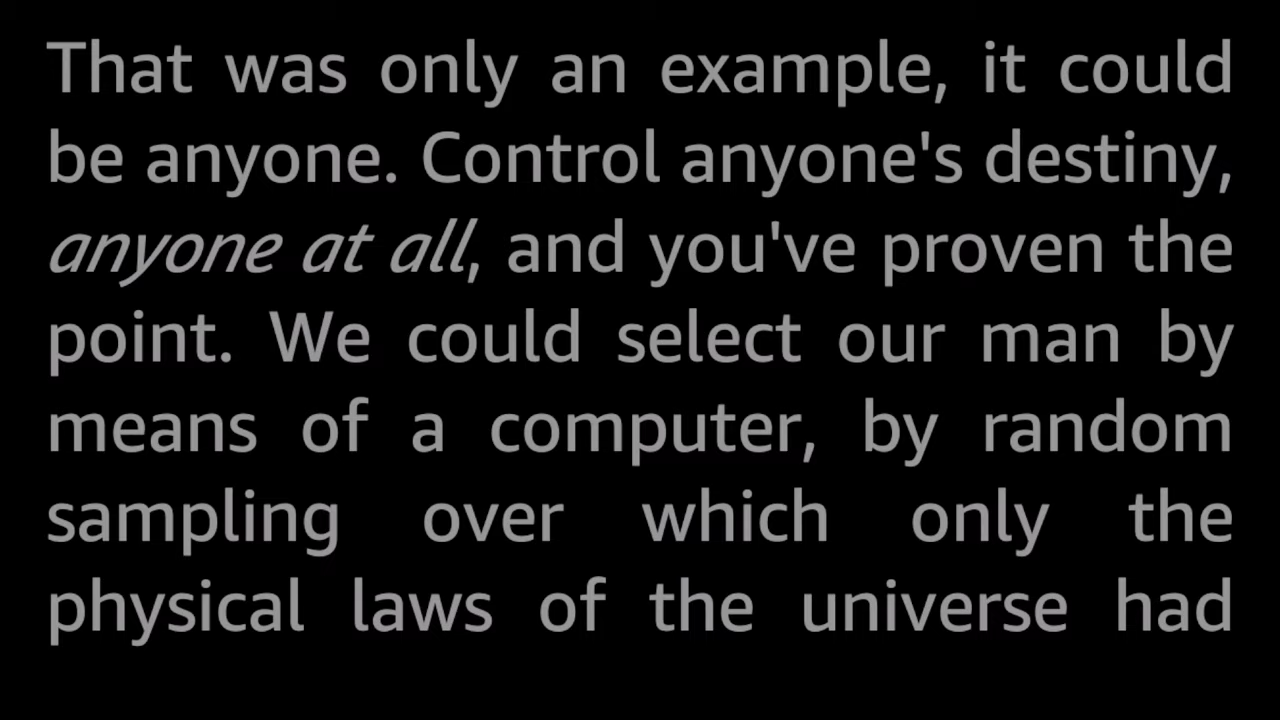 That was only an example, it could
be anyone. Control anyone's destiny,
anyone at all, and you've proven the
point. We could select our man by
means of a computer, by random
sampling over which only the
physical laws of the universe had